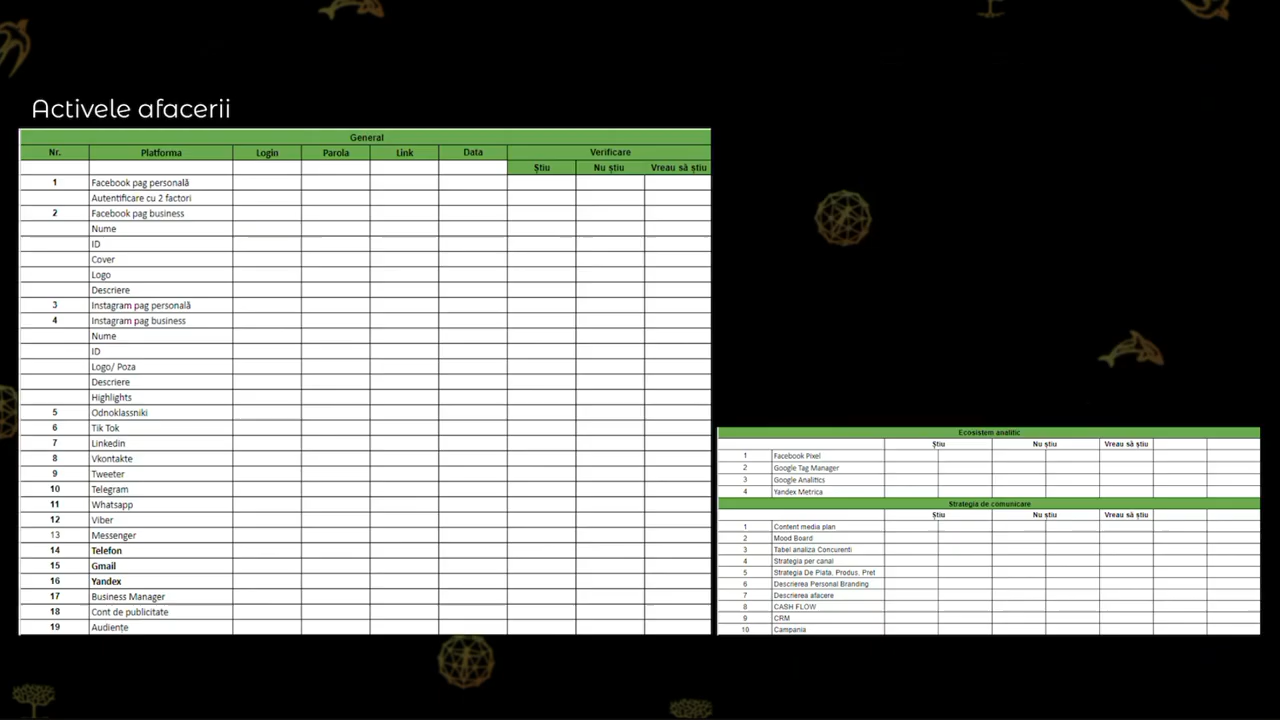 Activele afacerii
General
Nr. Platforma Login Parola Link Data Verificare
Știu Nu știu Vreau să știu
1 Facebook pag personală
Autentificare cu 2 factori
2 Facebook pag business
Nume
ID
Cover
Logo
Descriere
3 Instagram pag personală
4 Instagram pag business
Nume
ID
Logo/ Poza
Descriere
Highlights
5 Odnoklassniki
6 Tik Tok
7 Linkedin
8 Vkontakte
9 Tweeter
10 Telegram
11 Whatsapp
12 Viber
13 Messenger
14 Telefon
15 Gmail
16 Yandex
17 Business Manager
18 Cont de publicitate
19 Audiențe
Ecosistem analitic
Știu Nu știu Vreau să știu
1 Facebook Pixel
2 Google Tag Manager
3 Google Analitics
4 Yandex Metrica
Strategia de comunicare
Știu Nu știu Vreau să știu
1 Content media plan
2 Mood Board
3 Tabel analiza Concurenti
4 Strategia per canal
5 Strategia De Piata, Produs, Pret
6 Descrierea Personal Branding
7 Descrierea afacere
8 CASH FLOW
9 CRM
10 Campania